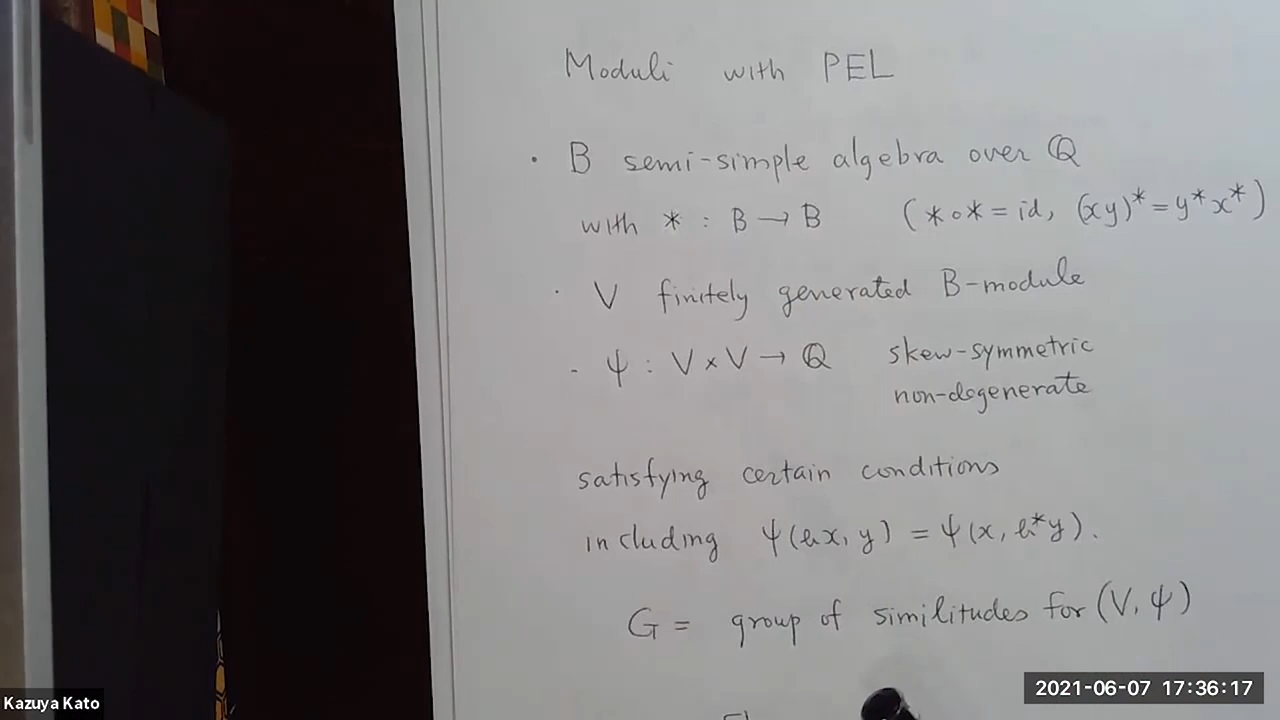 Moduli with PEL
· B semi-simple algebra over ℚ
with * : B → B (*∘* = id, (xy)* = y*x*)
· V finitely generated B-module
- ψ : V × V → ℚ skew-symmetric
non-degenerate
satisfying certain conditions
including ψ(bx, y) = ψ(x, b*y).
G = group of similitudes for (V, ψ)
Kazuya Kato
2021-06-07 17:36:17